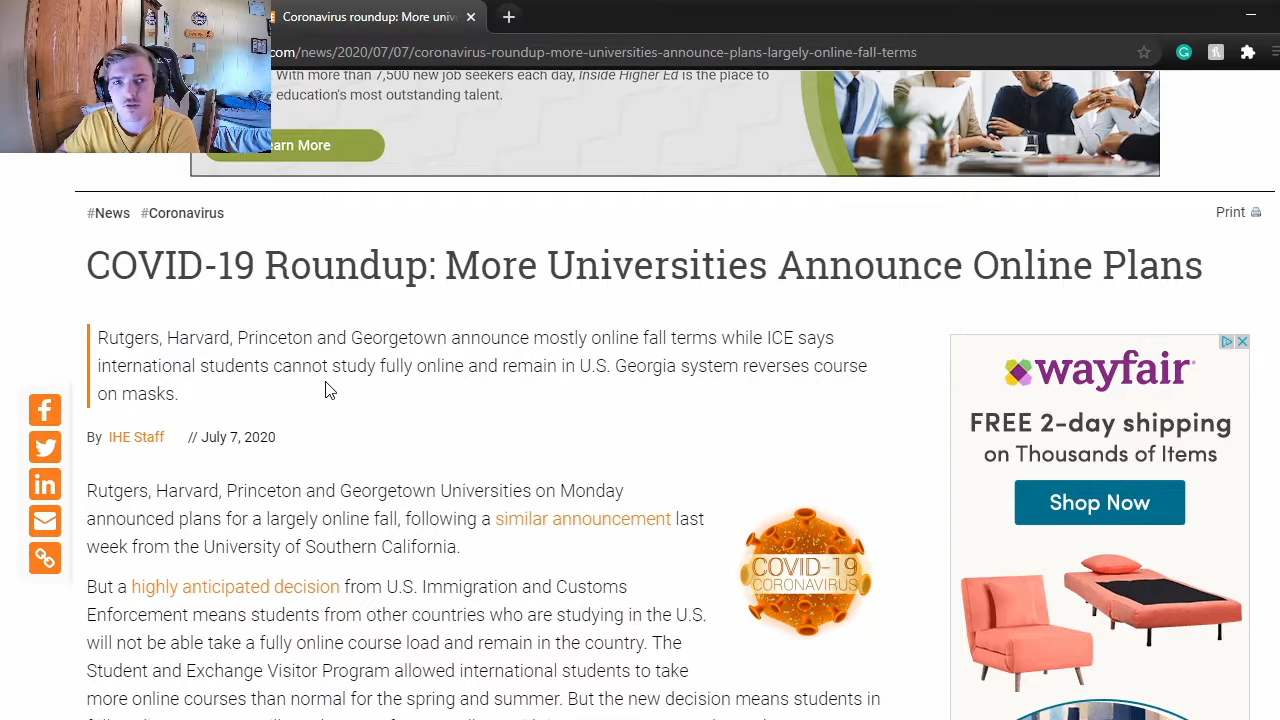 Coronavirus roundup: More univ
com/news/2020/07/07/coronavirus-roundup-more-universities-announce-plans-largely-online-fall-terms
With more than 7,500 new job seekers each day, Inside Higher Ed is the place to
education's most outstanding talent.
earn More
#News #Coronavirus
Print
COVID-19 Roundup: More Universities Announce Online Plans
Rutgers, Harvard, Princeton and Georgetown announce mostly online fall terms while ICE says
international students cannot study fully online and remain in U.S. Georgia system reverses course
on masks.
By IHE Staff // July 7, 2020
Rutgers, Harvard, Princeton and Georgetown Universities on Monday
announced plans for a largely online fall, following a similar announcement last
week from the University of Southern California.
COVID-19
CORONAVIRUS
But a highly anticipated decision from U.S. Immigration and Customs
Enforcement means students from other countries who are studying in the U.S.
will not be able take a fully online course load and remain in the country. The
Student and Exchange Visitor Program allowed international students to take
more online courses than normal for the spring and summer. But the new decision means students in
wayfair
FREE 2-day shipping
on Thousands of Items
Shop Now